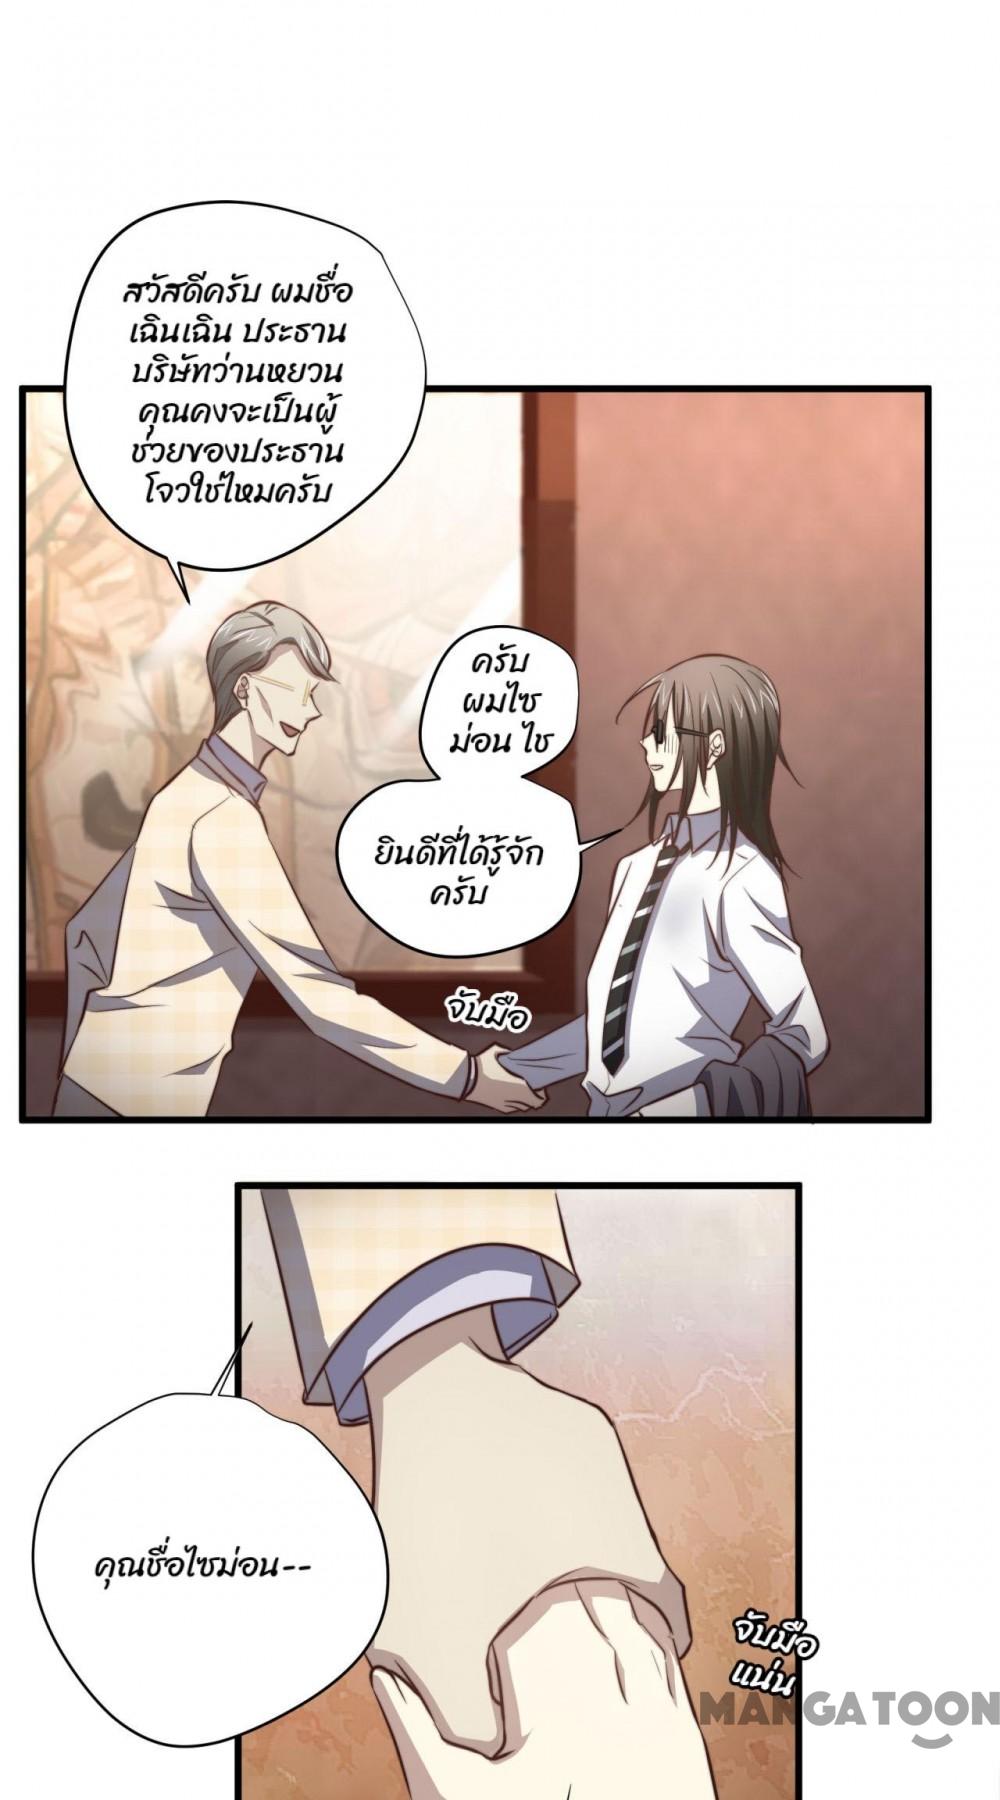 สวัสดีครับ ผมชื่อ
เฉินเฉิน ประธาน
บริษัทว่านหยวน
คุณคงจะเป็นผู้
ช่วยของประธาน
โจวใช่ไหมครับ
ครับ
ผมไซ
ม่อน ไช
ยินดีที่ได้รู้จัก
ครับ
จับมือ
คุณชื่อไซม่อน--
จับมือ
แน่น
MANGATOON